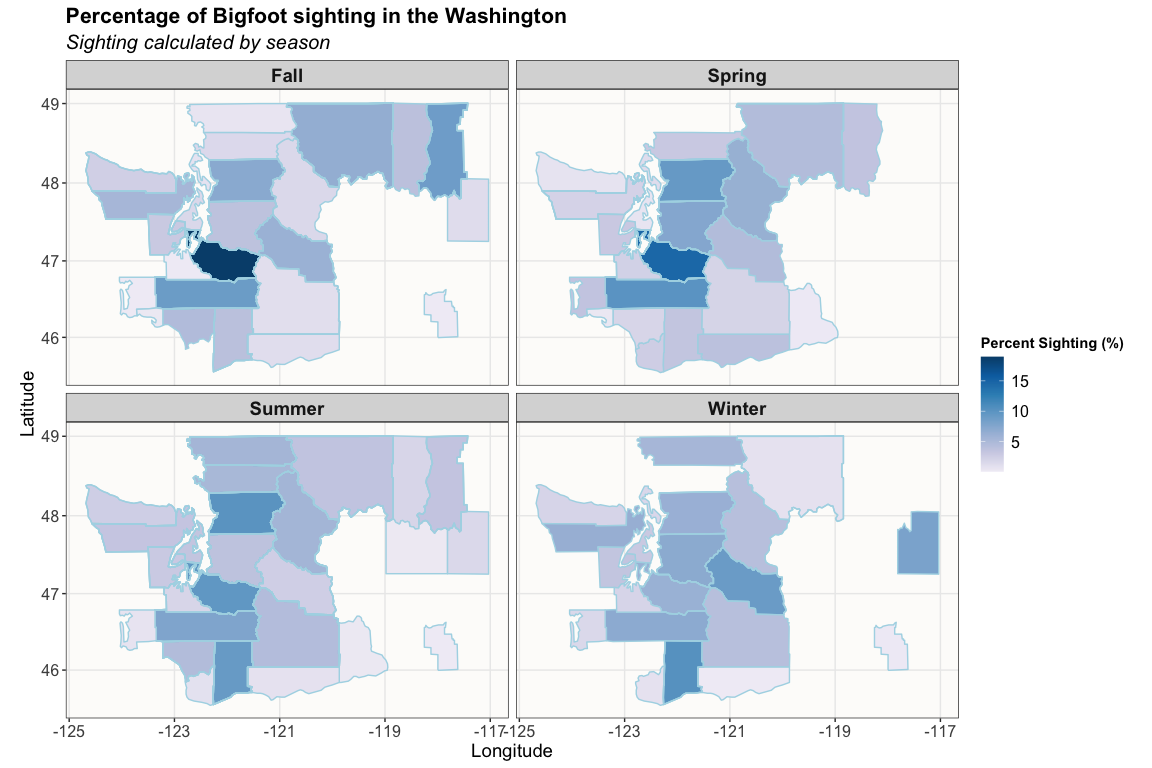 Percentage of Bigfoot sighting in the Washington
Sighting calculated by season
Fall
Spring
49
48
47
46
Latitude
Percent Sighting (%)
15
10
5
Summer
Winter
49
48
47
46
-125 -123 -121 -119 -117 -125 -123 -121 -119 -117
Longitude